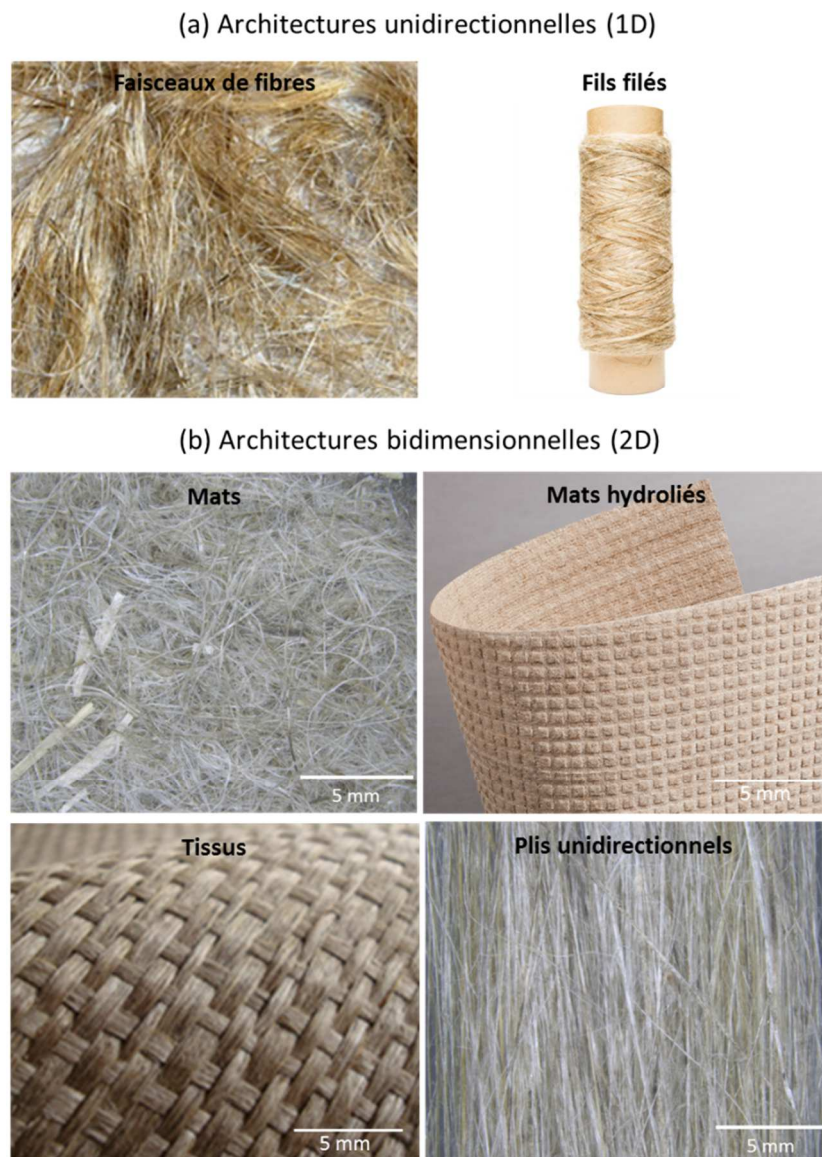 (a) Architectures unidirectionnelles (1D)
Faisceaux de fibres
Fils filés
(b) Architectures bidimensionnelles (2D)
Mats
Mats hydroliés
5 mm
5 mm
Tissus
Plis unidirectionnels
5 mm
5 mm